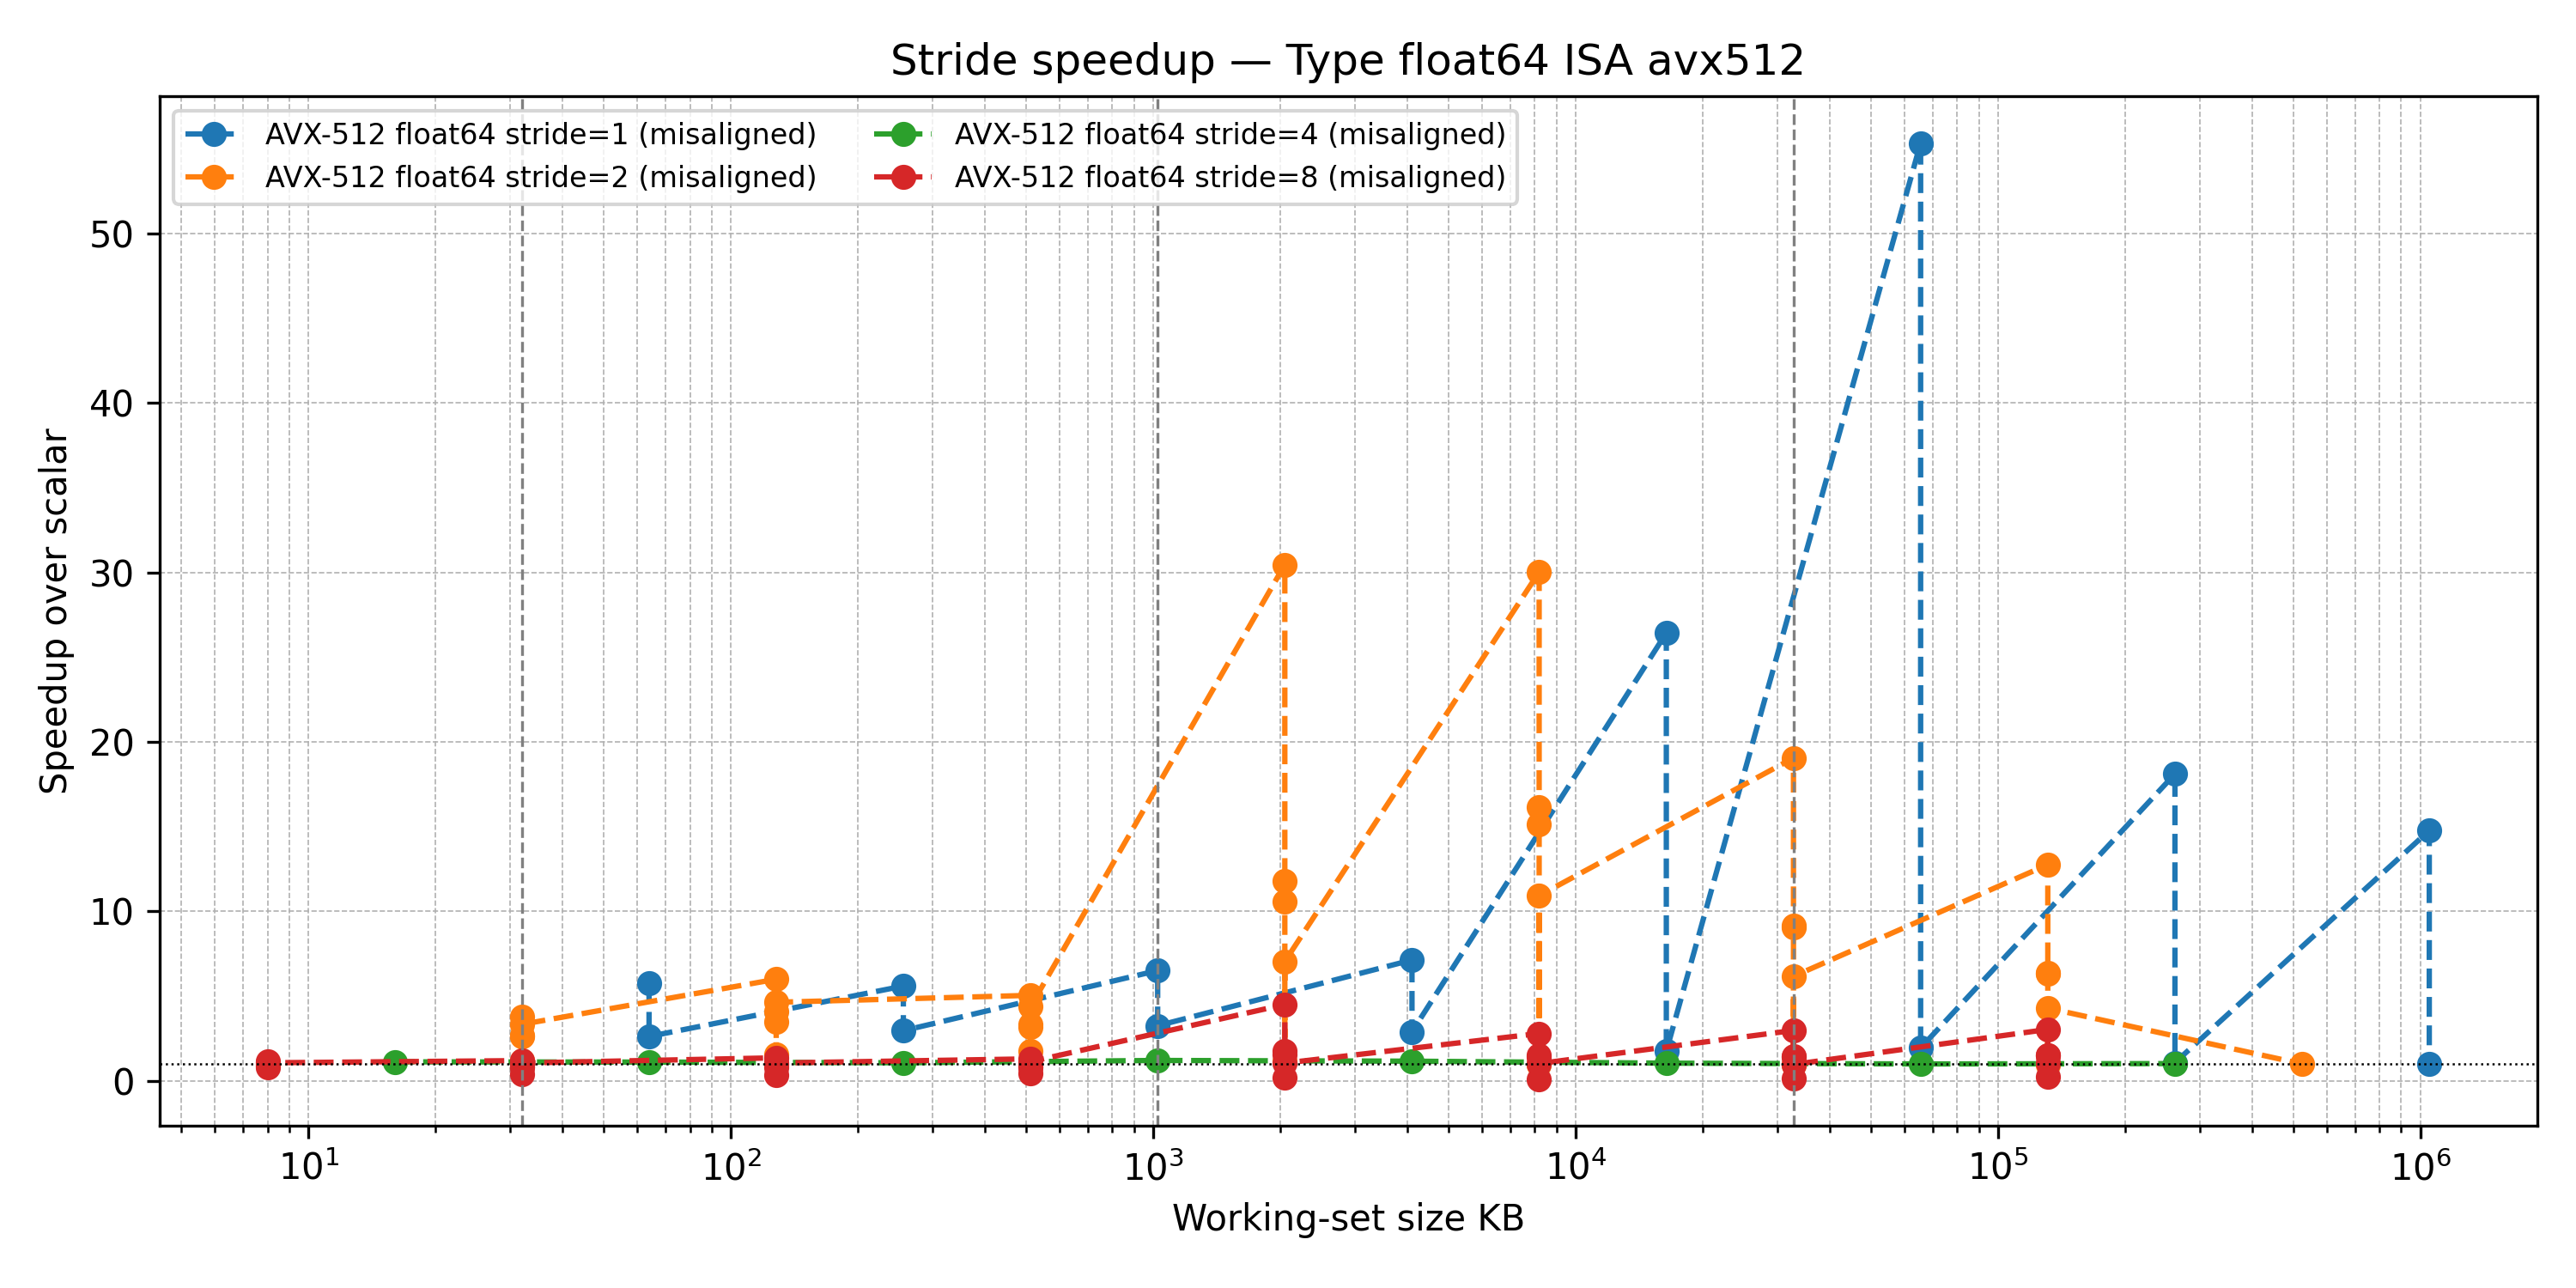 Stride speedup — Type float64 ISA avx512
AVX-512 float64 stride=1 (misaligned)
AVX-512 float64 stride=2 (misaligned)
AVX-512 float64 stride=4 (misaligned)
AVX-512 float64 stride=8 (misaligned)
Speedup over scalar
50
40
30
20
10
0
10¹ 10² 10³ 10⁴ 10⁵ 10⁶
Working-set size KB